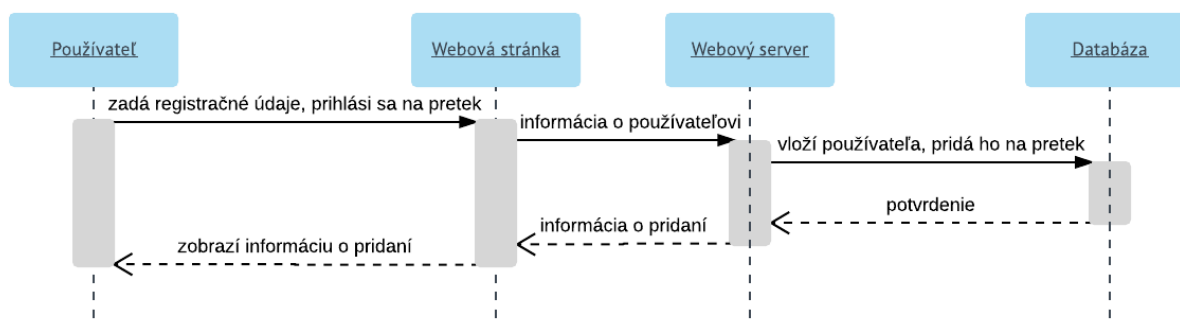 Používateľ
Webová stránka
Webový server
Databáza
zadá registračné údaje, prihlási sa na pretek
informácia o používateľovi
vloží používateľa, pridá ho na pretek
potvrdenie
informácia o pridaní
zobrazí informáciu o pridaní